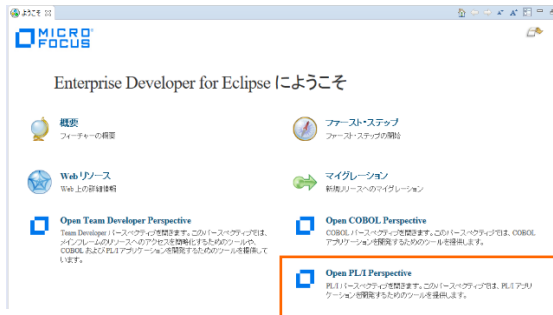 ようこそ
MICRO
FOCUS
Enterprise Developer for Eclipse にようこそ
概要
フィーチャーの概要
ファースト・ステップ
ファースト・ステップの開始
Web リソース
Web 上の詳細情報
マイグレーション
新規リリースへのマイグレーション
Open Team Developer Perspective
Team Developer パースペクティブを開きます。このパースペクティブでは、
メインフレームのリソースへのアクセスを簡略化するためのツールや、
COBOL および PL/I アプリケーションを開発するためのツールを提供して
います。
Open COBOL Perspective
COBOL パースペクティブを開きます。このパースペクティブでは、COBOL
アプリケーションを開発するためのツールを提供します。
Open PL/I Perspective
PL/I パースペクティブを開きます。このパースペクティブでは、PL/I アプリ
ケーションを開発するためのツールを提供します。